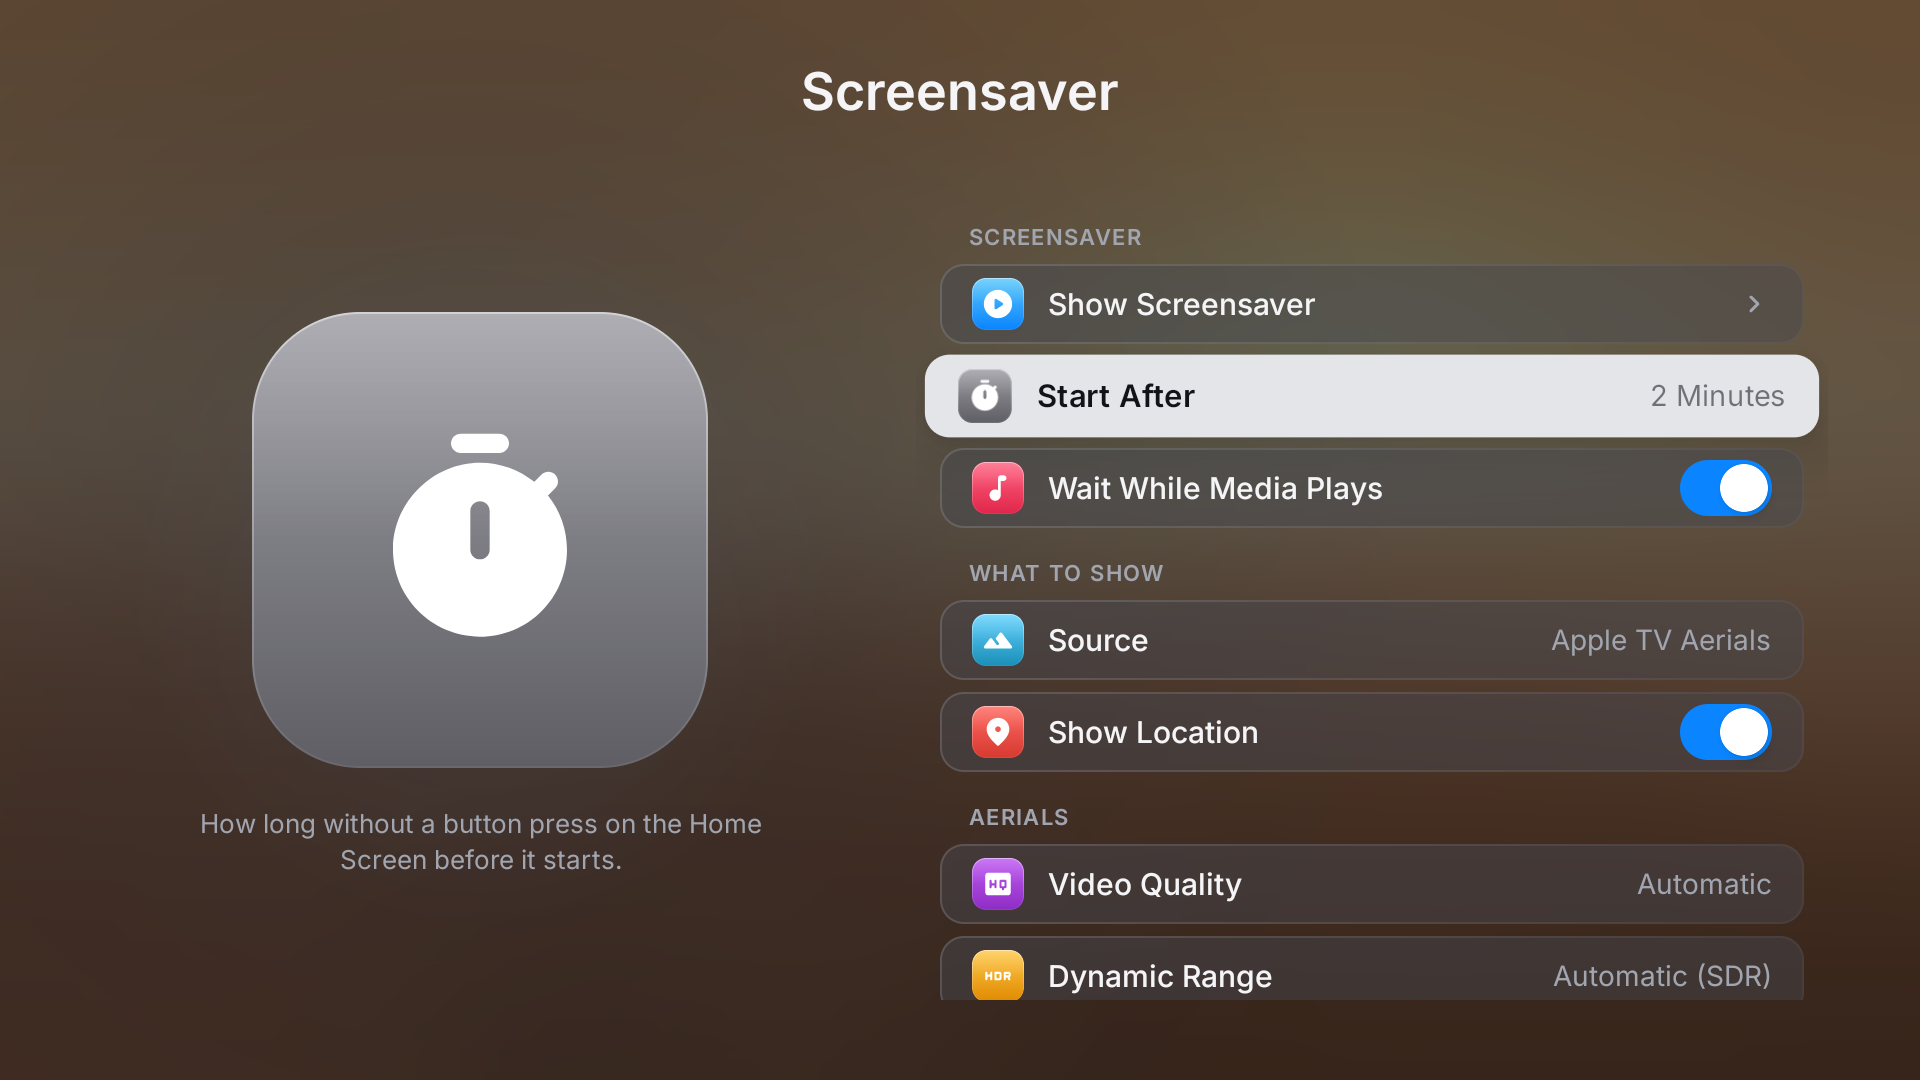 Screensaver
SCREENSAVER
Show Screensaver
Start After 2 Minutes
Wait While Media Plays
WHAT TO SHOW
Source Apple TV Aerials
Show Location
AERIALS
HQ Video Quality Automatic
HDR Dynamic Range Automatic (SDR)
How long without a button press on the Home
Screen before it starts.